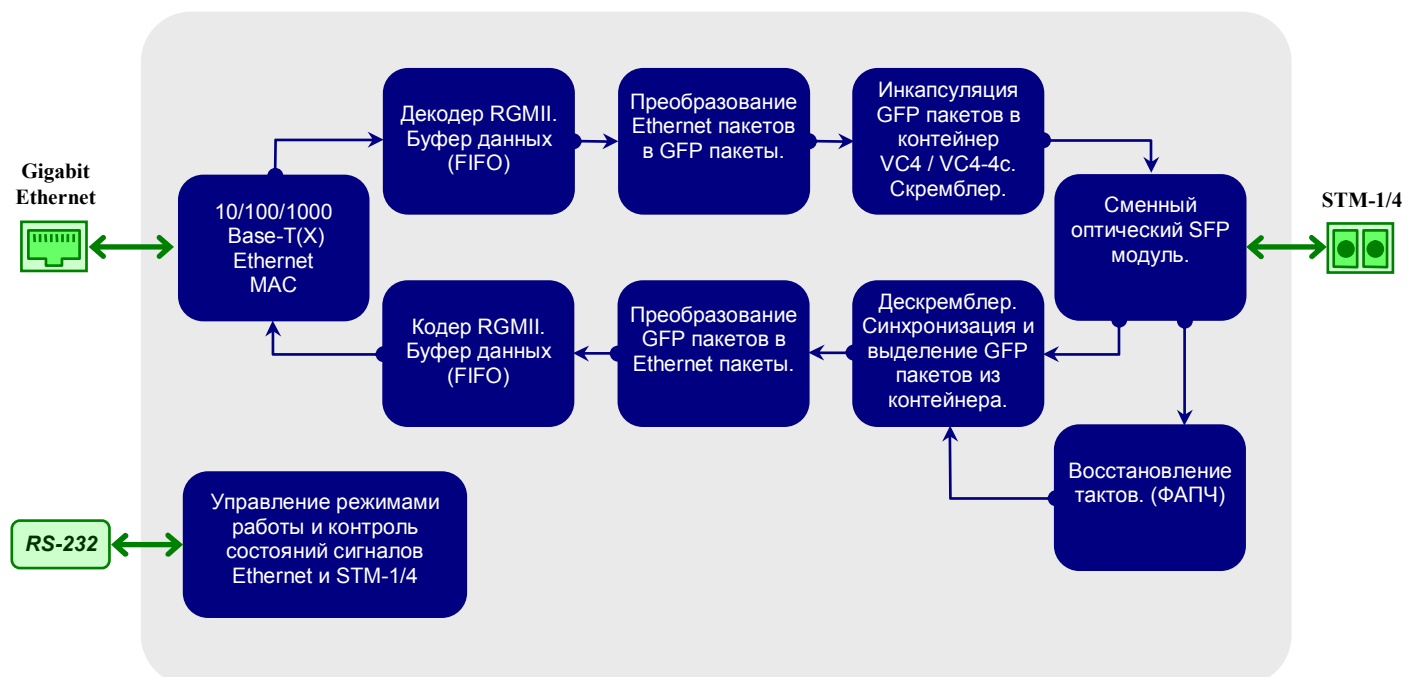 Gigabit
Ethernet
10/100/1000
Base-T(X)
Ethernet
MAC
Декодер RGMII.
Буфер данных
(FIFO)
Преобразование
Ethernet пакетов
в GFP пакеты.
Инкапсуляция
GFP пакетов в
контейнер
VC4 / VC4-4c.
Скремблер.
Сменный
оптический SFP
модуль.
STM-1/4
Кодер RGMII.
Буфер данных
(FIFO)
Преобразование
GFP пакетов в
Ethernet пакеты.
Дескремблер.
Синхронизация и
выделение GFP
пакетов из
контейнера.
Восстановление
тактов. (ФАПЧ)
RS-232
Управление режимами
работы и контроль
состояний сигналов
Ethernet и STM-1/4